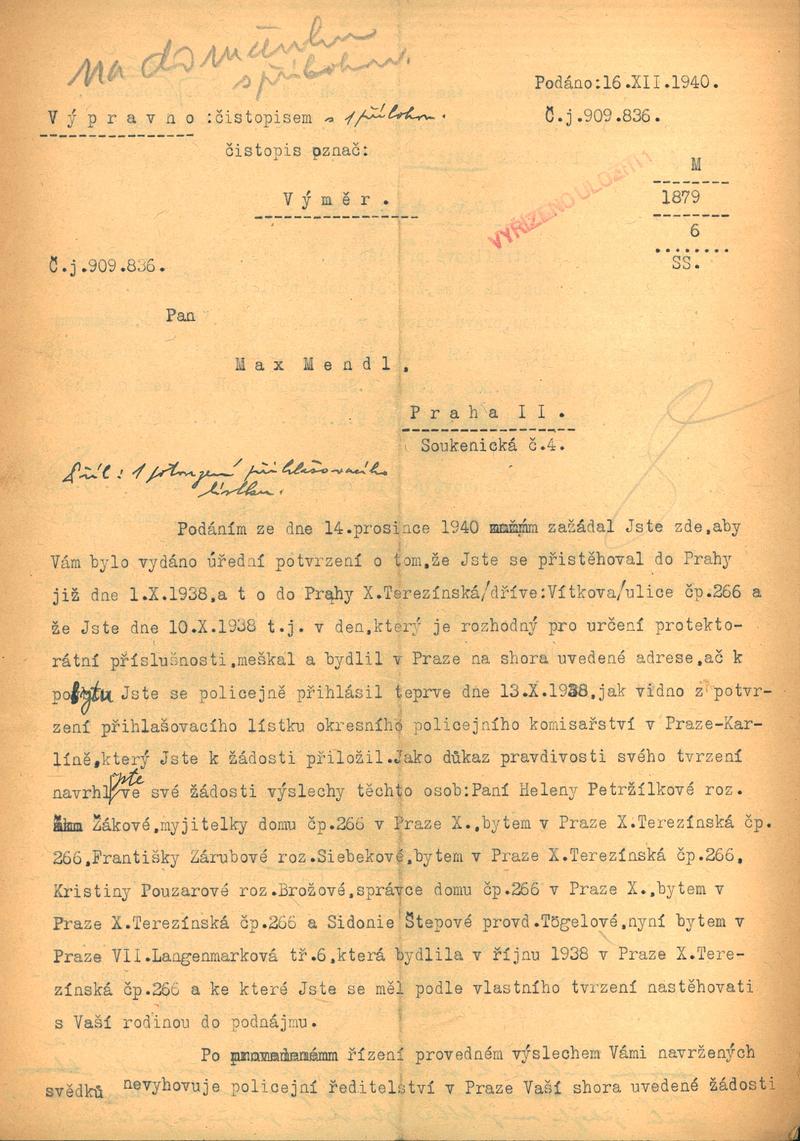 Na doručenku
s přílohou.
Podáno:16.XII.1940.
Výpravno :čistopisem s 1 přílohou.
Č.j.909.836.
čistopis označ:
M
Výměr.
1879
VYŘÍZENO ULOŽITI
6
Č.j.909.836.
SS.
Pan
Max Mendl,
Praha II.
Soukenická č.4.
Příl: 1 potvrzení přihlašovacího
lístku.
Podáním ze dne 14.prosince 1940 zažádal Jste zde,aby
Vám bylo vydáno úřední potvrzení o tom,že Jste se přistěhoval do Prahy
již dne 1.X.1938,a t o do Prahy X.Terezínská/dříve:Vítkova/ulice čp.266 a
že Jste dne 10.X.1938 t.j. v den,který je rozhodný pro určení protekto-
rátní příslušnosti,meškal a bydlil v Praze na shora uvedené adrese,ač k
pobytu Jste se policejně přihlásil teprve dne 13.X.1938,jak vidno z potvr-
zení přihlašovacího lístku okresního policejního komisařství v Praze-Kar-
líně,který Jste k žádosti přiložil.Jako důkaz pravdivosti svého tvrzení
navrhl jste ve své žádosti výslechy těchto osob:Paní Heleny Petržílkové roz.
Žákové,myjitelky domu čp.266 v Praze X.,bytem v Praze X.Terezínská čp.
266,Františky Zárubové roz.Siebekové,bytem v Praze X.Terezínská čp.266,
Kristiny Pouzarové roz.Brožové,správce domu čp.266 v Praze X.,bytem v
Praze X.Terezínská čp.266 a Sidonie Štepové provd.Tögelové,nyní bytem v
Praze VII.Langenmarková tř.6,která bydlila v říjnu 1938 v Praze X.Tere-
zínská čp.266 a ke které Jste se měl podle vlastního tvrzení nastěhovati
s Vaší rodinou do podnájmu.
Po řízení provedném výslechem Vámi navržených
svědků nevyhovuje policejní ředitelství v Praze Vaší shora uvedené žádosti